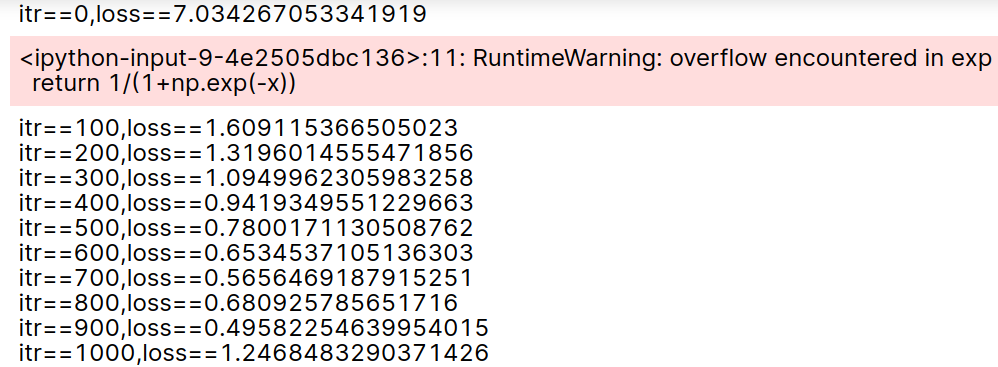 itr==0,loss==7.034267053341919
<ipython-input-9-4e2505dbc136>:11: RuntimeWarning: overflow encountered in exp
return 1/(1+np.exp(-x))
itr==100,loss==1.609115366505023
itr==200,loss==1.3196014555471856
itr==300,loss==1.0949962305983258
itr==400,loss==0.9419349551229663
itr==500,loss==0.7800171130508762
itr==600,loss==0.6534537105136303
itr==700,loss==0.5656469187915251
itr==800,loss==0.680925785651716
itr==900,loss==0.49582254639954015
itr==1000,loss==1.2468483290371426